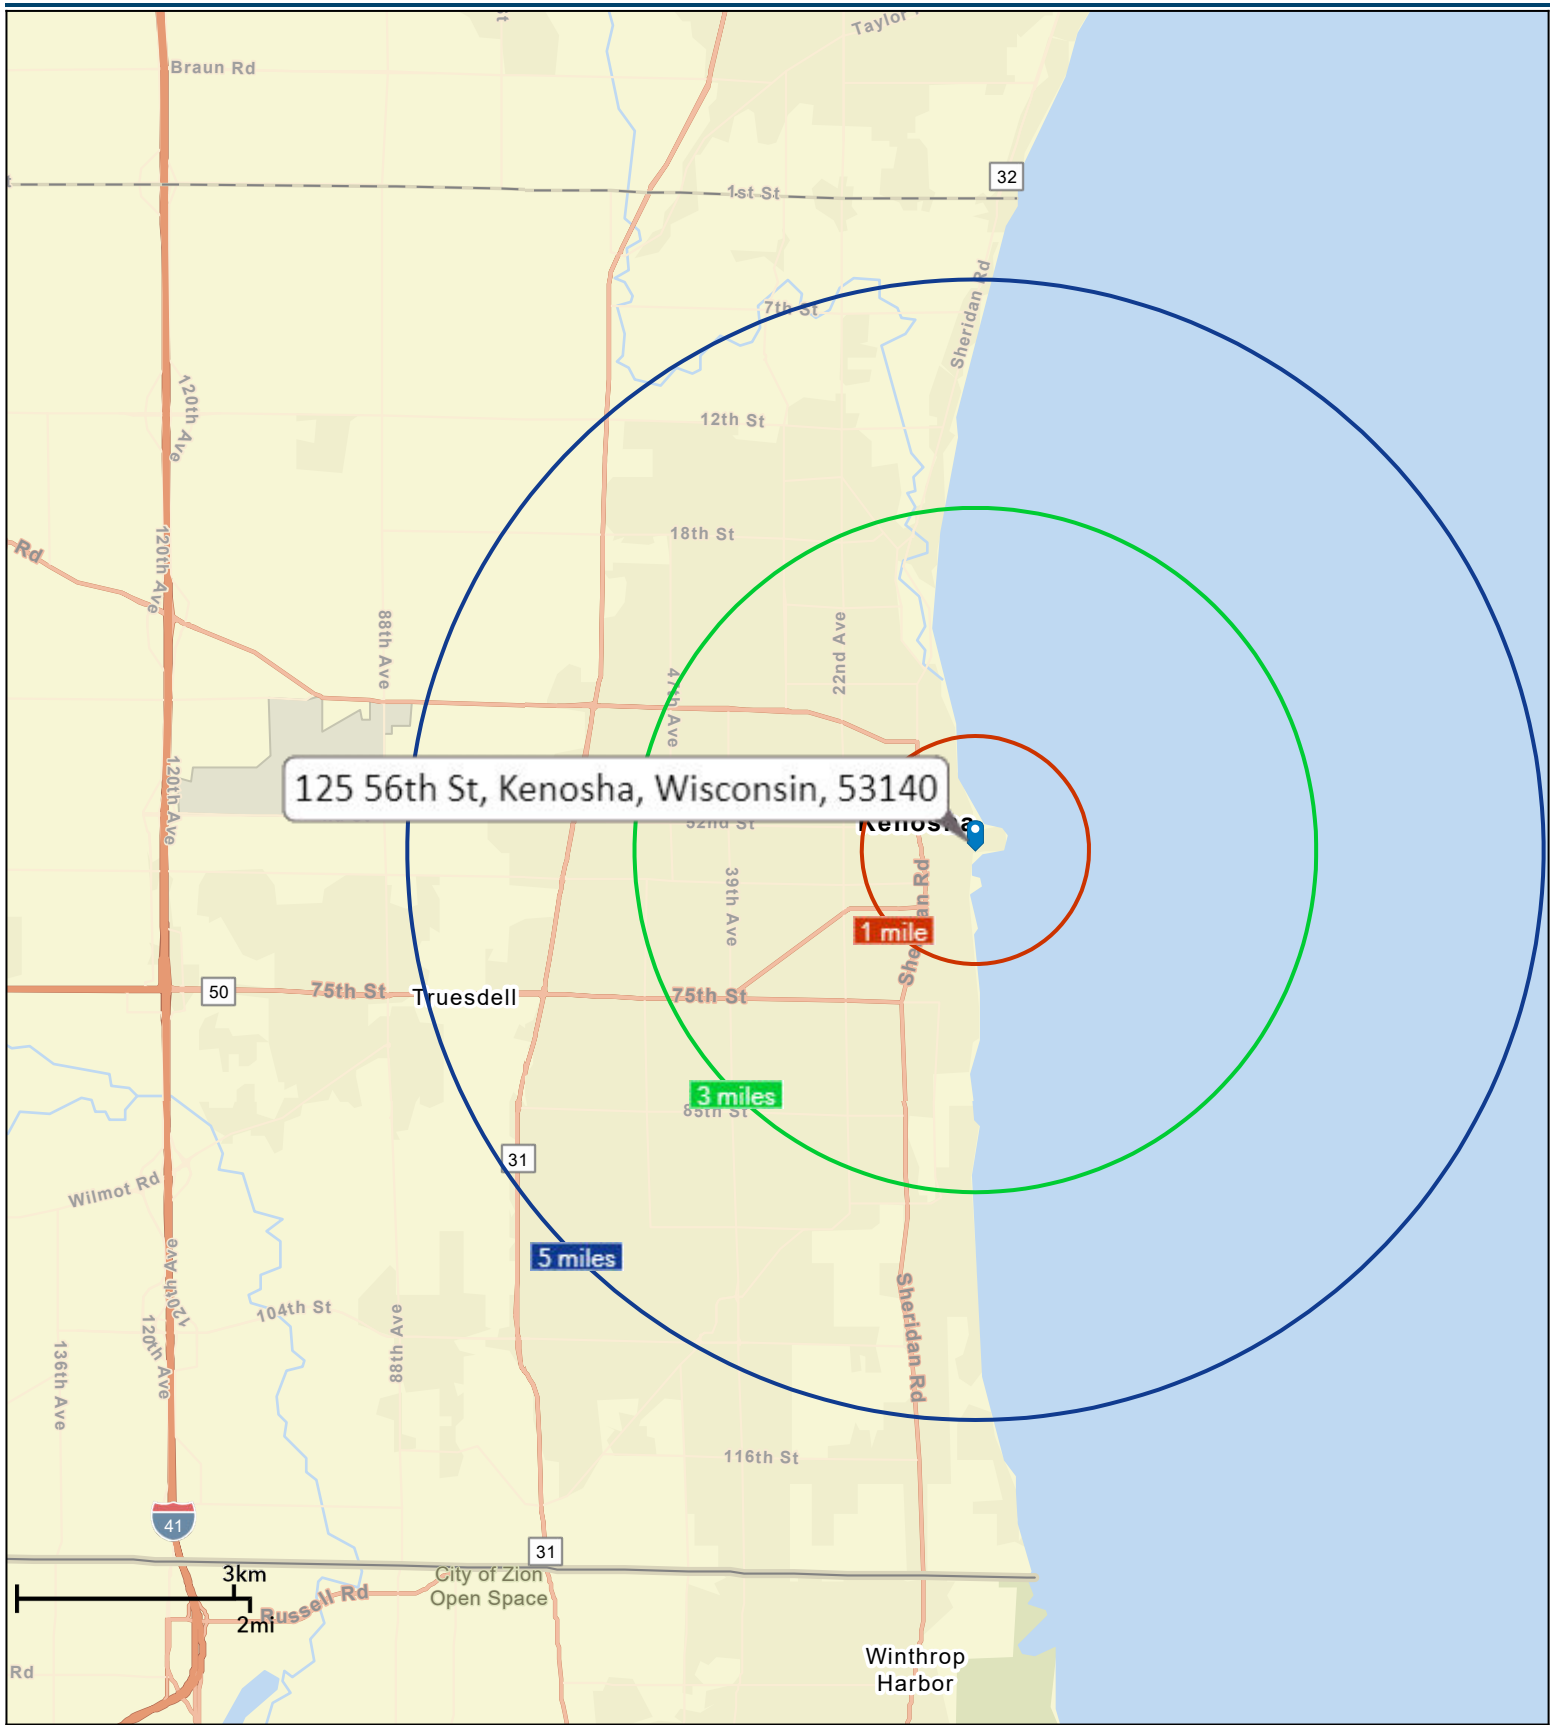 Taylor
Braun Rd
32
1st St
Sheridan Rd
7th St
120th Ave
12th St
18th St
Rd
120th Ave
88th Ave
22nd Ave
47th Ave
120th Ave
125 56th St, Kenosha, Wisconsin, 53140
52nd St
Kenosha
39th Ave
Sheridan Rd
1 mile
50
75th St
Truesdell
75th St
3 miles
85th St
31
Wilmot Rd
5 miles
120th Ave
104th St
Sheridan Rd
88th Ave
120th Ave
136th Ave
116th St
41
31
3km
City of Zion
Open Space
Russell Rd
2mi
Winthrop
Harbor
Rd